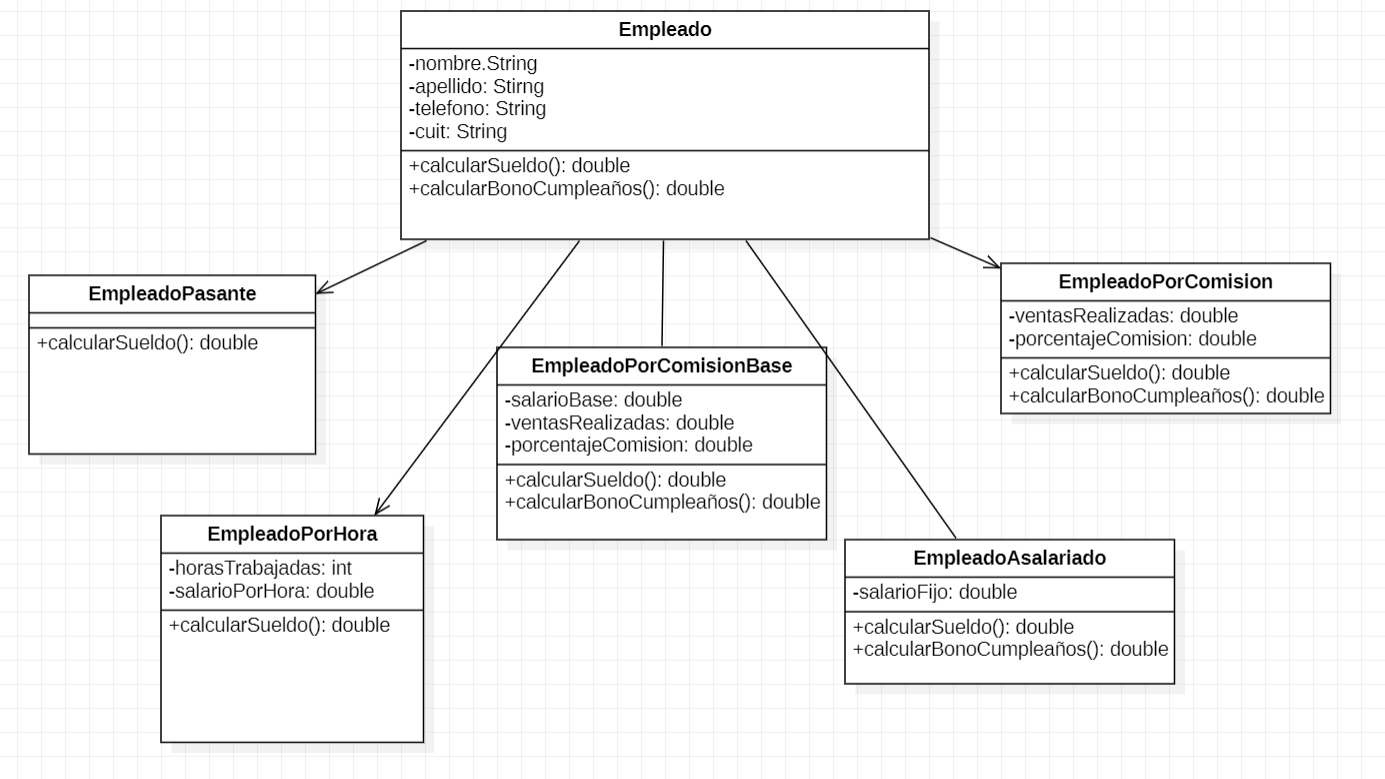 Empleado
-nombre.String
-apellido: Stirng
-telefono: String
-cuit: String
+calcularSueldo(): double
+calcularBonoCumpleaños(): double
EmpleadoPasante
+calcularSueldo(): double
EmpleadoPorComision
-ventasRealizadas: double
-porcentajeComision: double
+calcularSueldo(): double
+calcularBonoCumpleaños(): double
EmpleadoPorComisionBase
-salarioBase: double
-ventasRealizadas: double
-porcentajeComision: double
+calcularSueldo(): double
+calcularBonoCumpleaños(): double
EmpleadoPorHora
-horasTrabajadas: int
-salarioPorHora: double
+calcularSueldo(): double
EmpleadoAsalariado
-salarioFijo: double
+calcularSueldo(): double
+calcularBonoCumpleaños(): double